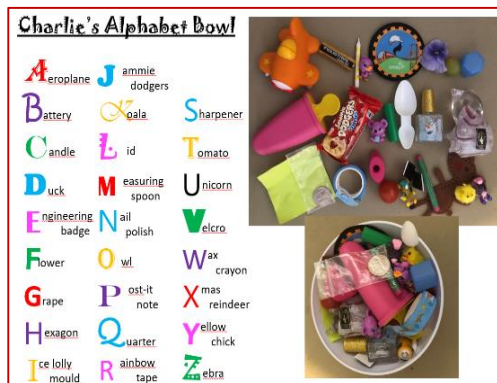 Charlie's Alphabet Bowl
Aeroplane
Battery
Candle
Duck
Engineering
badge
Flower
Grape
Hexagon
Ice lolly
mould
Jammie
dodgers
Koala
Lid
Measuring
spoon
Nail
polish
Owl
Post-it
note
Quarter
Rainbow
tape
Sharpener
Tomato
Unicorn
Velcro
Wax
crayon
Xmas
reindeer
Yellow
chick
Zebra
DODGERS